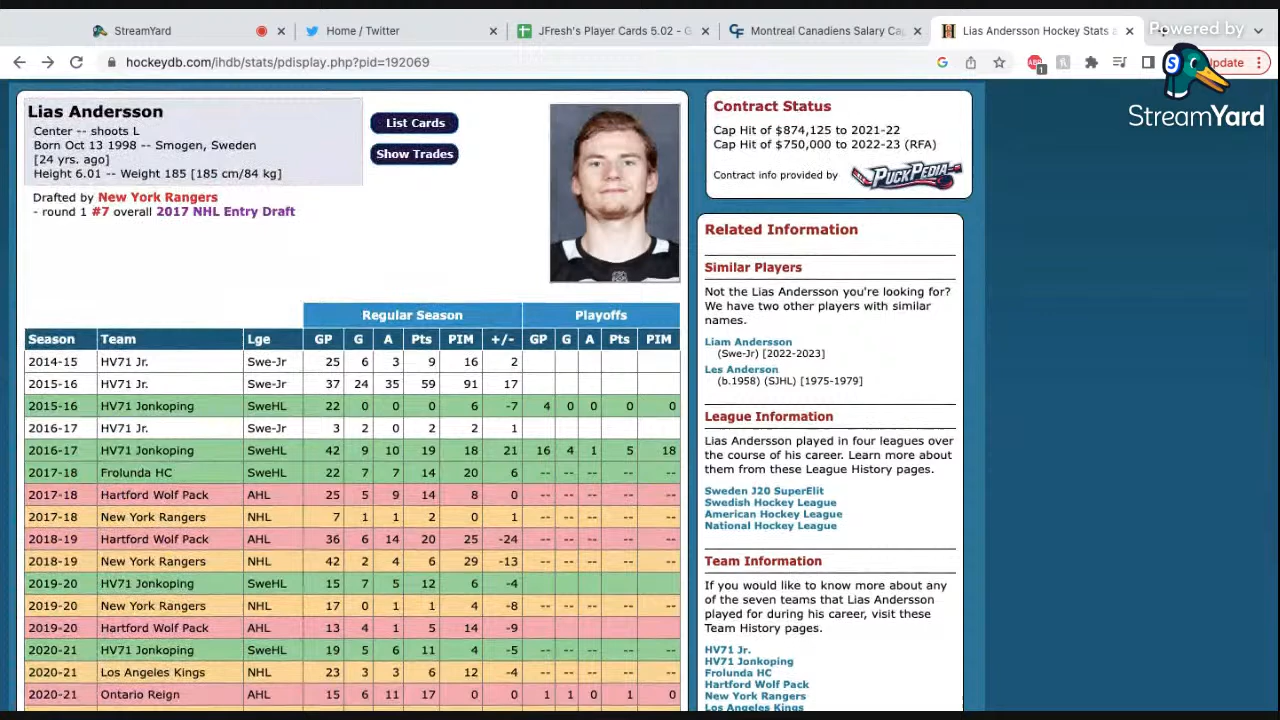 StreamYard
Home / Twitter
JFresh's Player Cards 5.02 - G
Montreal Canadiens Salary Ca
Lias Andersson Hockey Stats a
Powered by
hockeydb.com/ihdb/stats/pdisplay.php?pid=192069
ABP
1
Update
StreamYard
Lias Andersson
Center -- shoots L
Born Oct 13 1998 -- Smogen, Sweden
[24 yrs. ago]
Height 6.01 -- Weight 185 [185 cm/84 kg]
Drafted by New York Rangers
- round 1 #7 overall 2017 NHL Entry Draft
List Cards
Show Trades
Contract Status
Cap Hit of $874,125 to 2021-22
Cap Hit of $750,000 to 2022-23 (RFA)
Contract info provided by PUCKPEDIA
Regular Season Playoffs
Season Team Lge GP G A Pts PIM +/- GP G A Pts PIM
2014-15 HV71 Jr. Swe-Jr 25 6 3 9 16 2
2015-16 HV71 Jr. Swe-Jr 37 24 35 59 91 17
2015-16 HV71 Jonkoping SweHL 22 0 0 0 6 -7 4 0 0 0 0
2016-17 HV71 Jr. Swe-Jr 3 2 0 2 2 1
2016-17 HV71 Jonkoping SweHL 42 9 10 19 18 21 16 4 1 5 18
2017-18 Frolunda HC SweHL 22 7 7 14 20 6 -- -- -- -- --
2017-18 Hartford Wolf Pack AHL 25 5 9 14 8 0 -- -- -- -- --
2017-18 New York Rangers NHL 7 1 1 2 0 1 -- -- -- -- --
2018-19 Hartford Wolf Pack AHL 36 6 14 20 25 -24 -- -- -- -- --
2018-19 New York Rangers NHL 42 2 4 6 29 -13 -- -- -- -- --
2019-20 HV71 Jonkoping SweHL 15 7 5 12 6 -4
2019-20 New York Rangers NHL 17 0 1 1 4 -8 -- -- -- -- --
2019-20 Hartford Wolf Pack AHL 13 4 1 5 14 -9
2020-21 HV71 Jonkoping SweHL 19 5 6 11 4 -5 -- -- -- -- --
2020-21 Los Angeles Kings NHL 23 3 3 6 12 -4 -- -- -- -- --
2020-21 Ontario Reign AHL 15 6 11 17 0 0 1 1 0 1 0
Related Information
Similar Players
Not the Lias Andersson you're looking for?
We have two other players with similar
names.
Liam Andersson
(Swe-Jr) [2022-2023]
Les Anderson
(b.1958) (SJHL) [1975-1979]
League Information
Lias Andersson played in four leagues over
the course of his career. Learn more about
them from these League History pages.
Sweden J20 SuperElit
Swedish Hockey League
American Hockey League
National Hockey League
Team Information
If you would like to know more about any
of the seven teams that Lias Andersson
played for during his career, visit these
Team History pages.
HV71 Jr.
HV71 Jonkoping
Frolunda HC
Hartford Wolf Pack
New York Rangers
Los Angeles Kings